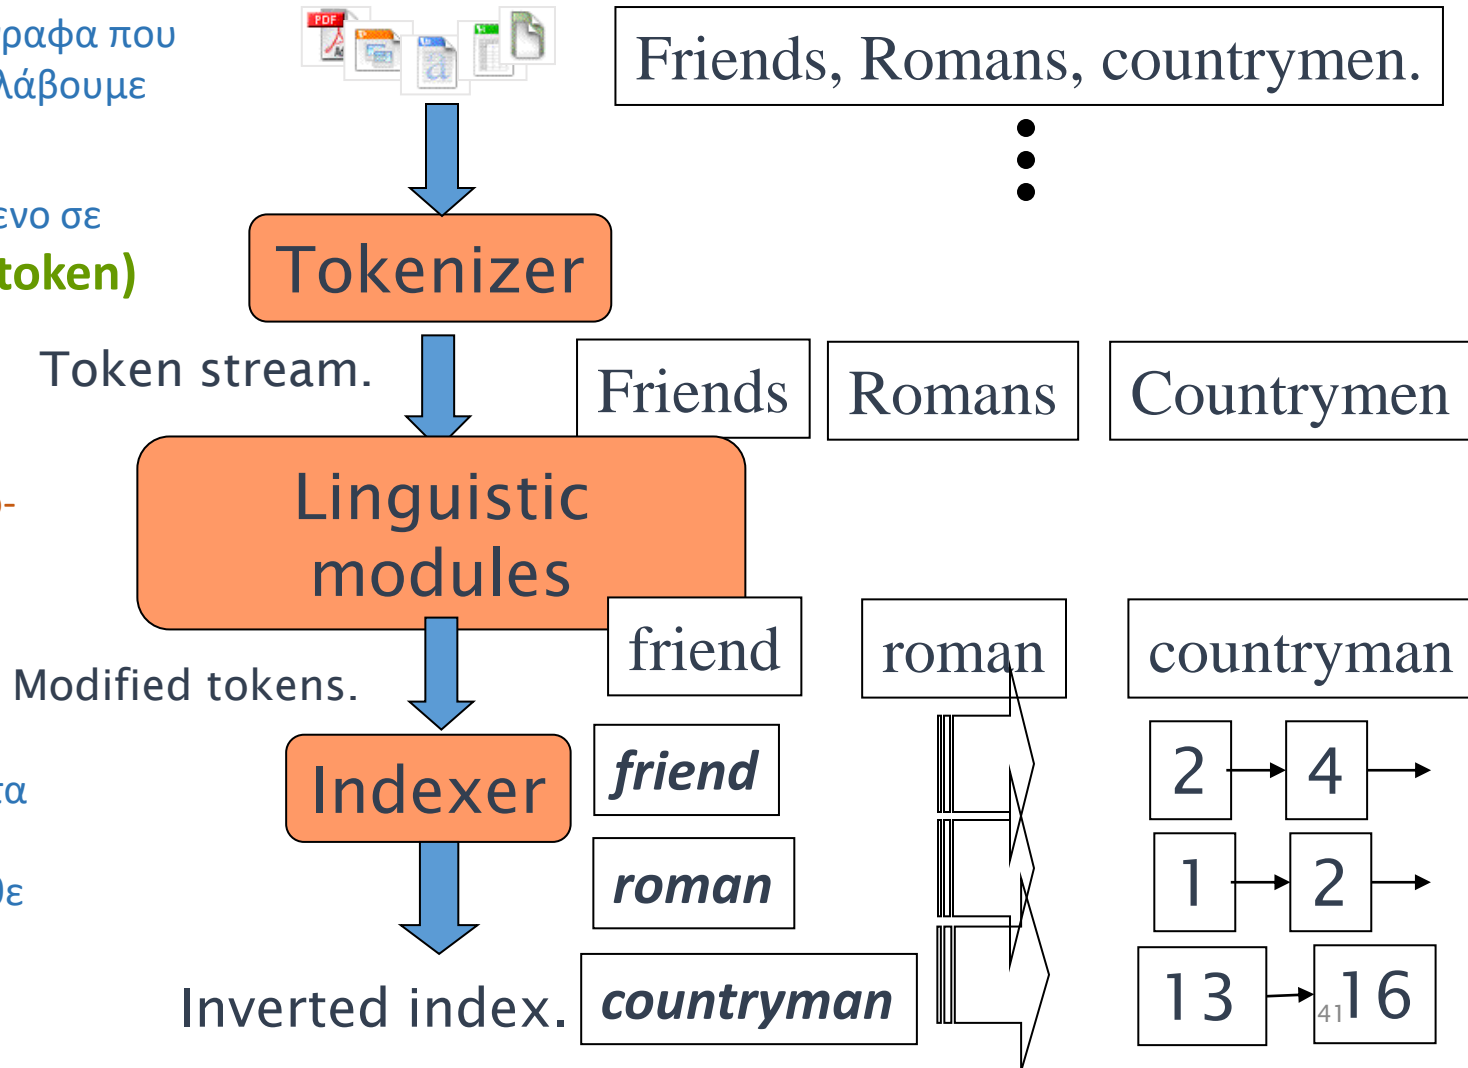 ραφα που
λάβουμε
Friends, Romans, countrymen.
ενο σε
token)
Tokenizer
Token stream.
Friends Romans Countrymen
Linguistic
modules
friend roman countryman
Modified tokens.
Indexer
friend 2 4
roman 1 2
θε
Inverted index.
countryman 13 16
41